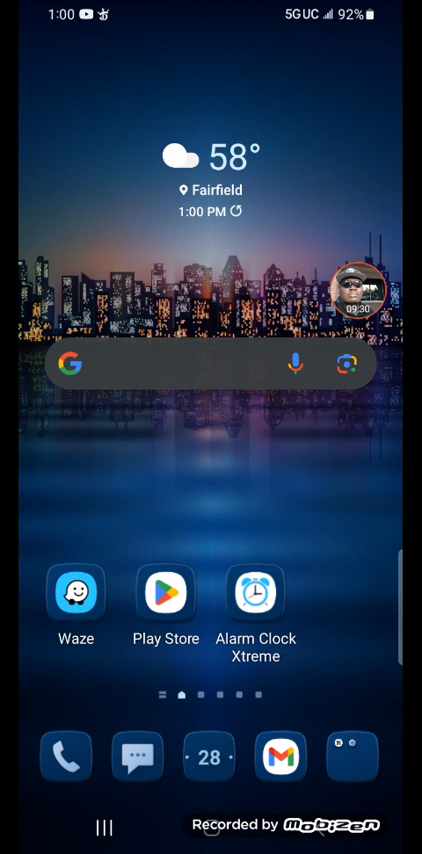 1:00
5G UC 92%
58°
Fairfield
1:00 PM
09:30
Waze
Play Store
Alarm Clock
Xtreme
28
Recorded by mobizen